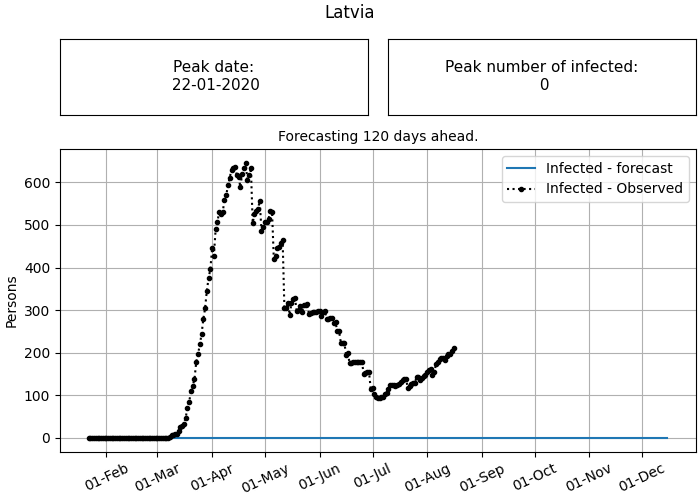 Latvia
Peak date:
22-01-2020
Peak number of infected:
0
Forecasting 120 days ahead.
Infected - forecast
Infected - Observed
Persons
600
500
400
300
200
100
0
01-Feb
01-Mar
01-Apr
01-May
01-Jun
01-Jul
01-Aug
01-Sep
01-Oct
01-Nov
01-Dec